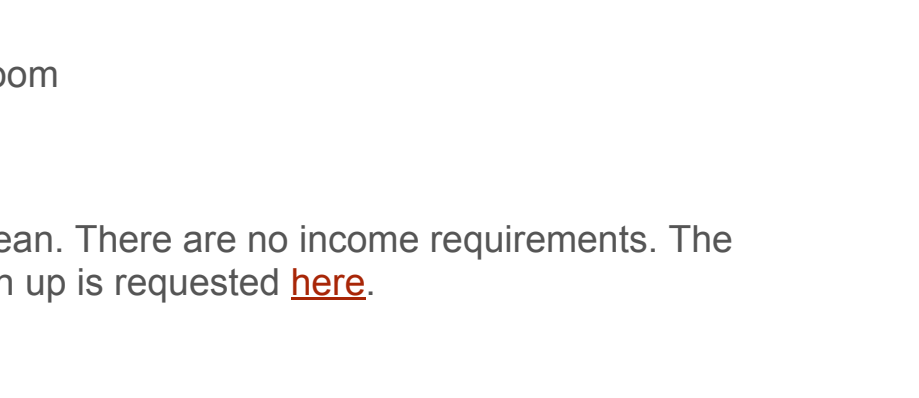 oom
ean. There are no income requirements. The
n up is requested here.